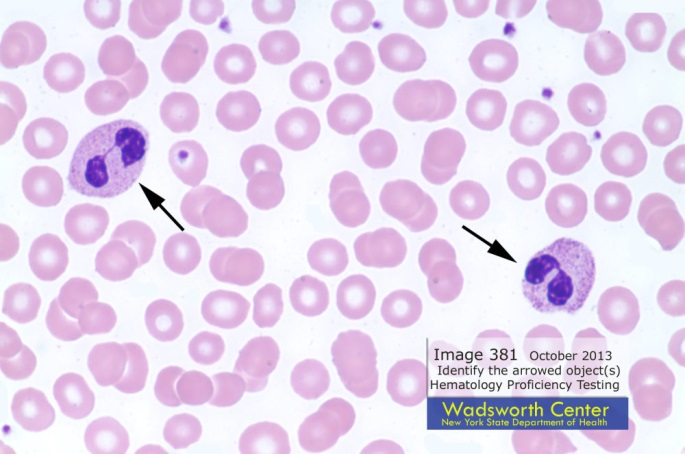 Image 381 October 2013
Identify the arrowed object(s)
Hematology Proficiency Testing
Wadsworth Center
New York State Department of Health